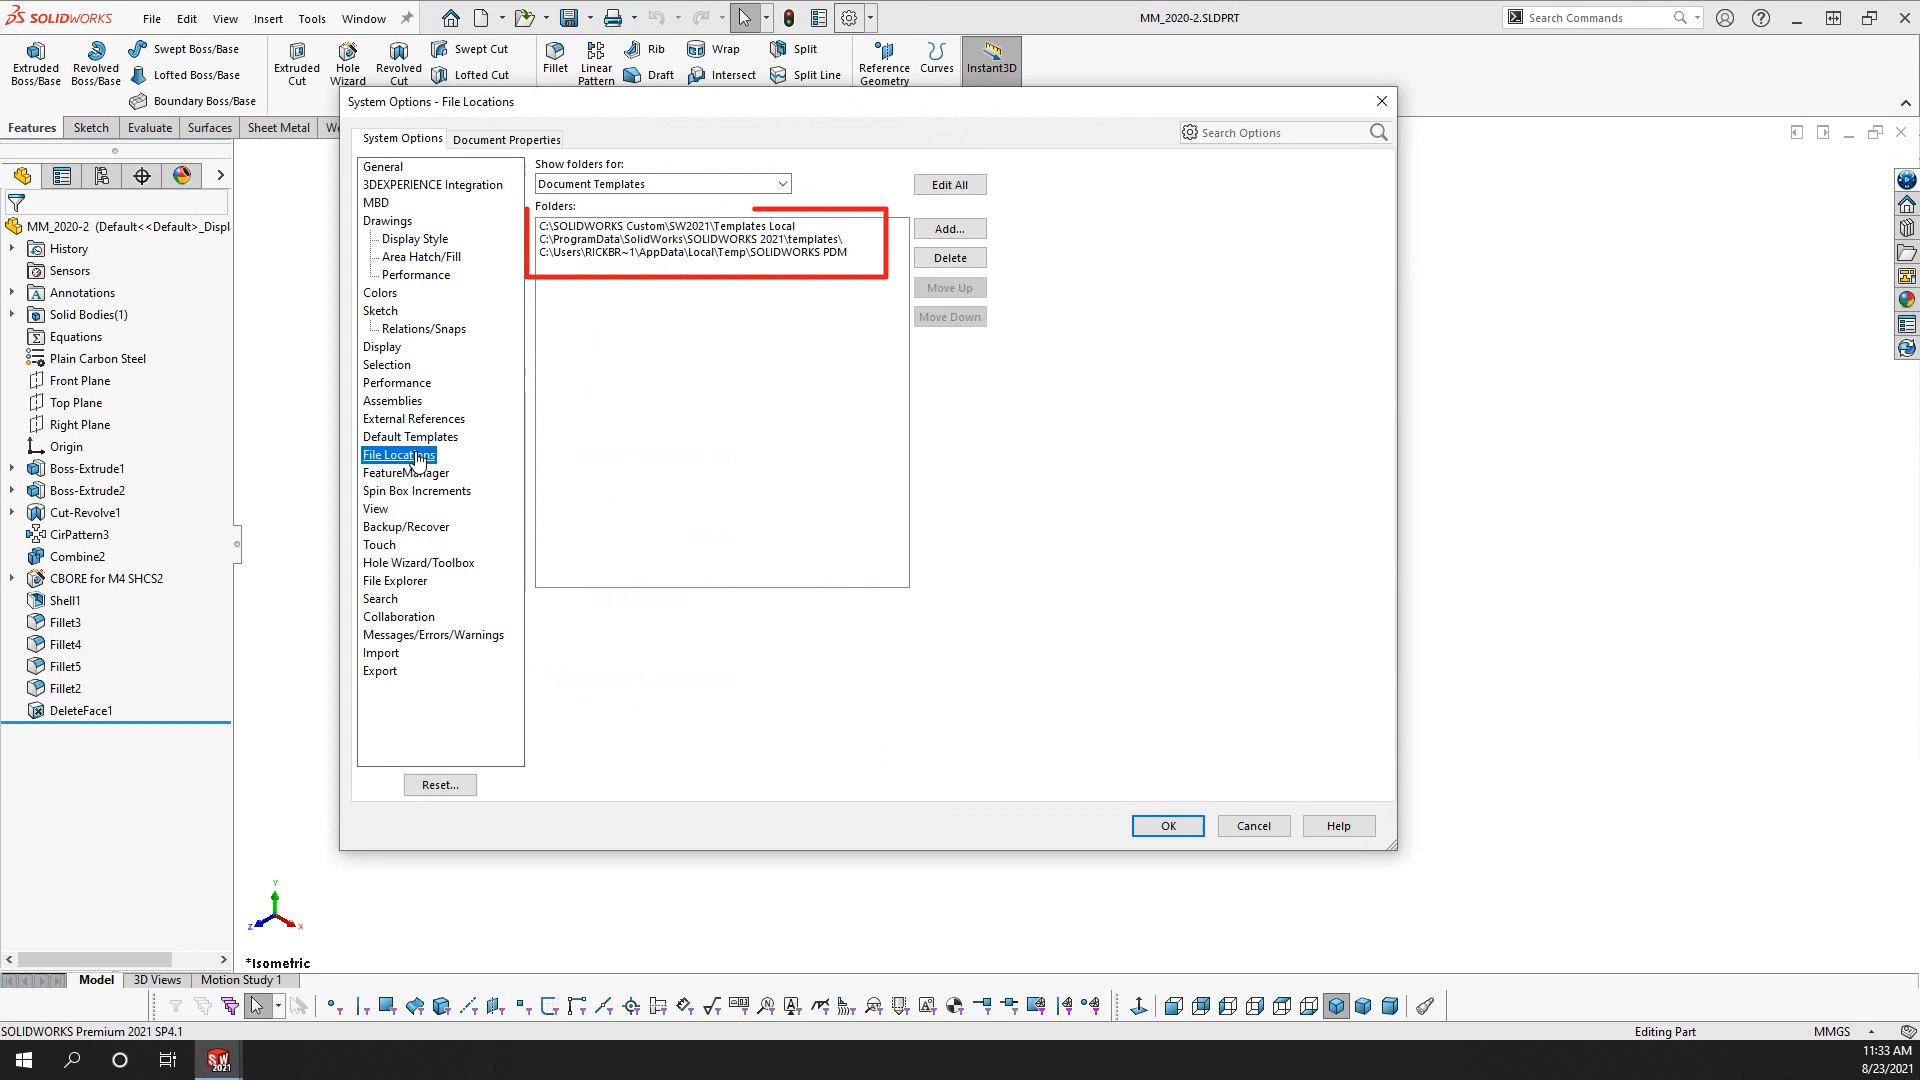 SOLIDWORKS
File Edit View Insert Tools Window
MM_2020-2.SLDPRT
Search Commands
Extruded Boss/Base
Revolved Boss/Base
Swept Boss/Base
Lofted Boss/Base
Boundary Boss/Base
Extruded Cut
Hole Wizard
Revolved Cut
Swept Cut
Lofted Cut
Fillet
Linear Pattern
Rib
Draft
Wrap
Intersect
Split
Split Line
Reference Geometry
Curves
Instant3D
Features Sketch Evaluate Surfaces Sheet Metal
MM_2020-2 (Default<<Default>_Displ
History
Sensors
Annotations
Solid Bodies(1)
Equations
Plain Carbon Steel
Front Plane
Top Plane
Right Plane
Origin
Boss-Extrude1
Boss-Extrude2
Cut-Revolve1
CirPattern3
Combine2
CBORE for M4 SHCS2
Shell1
Fillet3
Fillet4
Fillet5
Fillet2
DeleteFace1
System Options - File Locations
System Options Document Properties
Search Options
General
3DEXPERIENCE Integration
MBD
Drawings
Display Style
Area Hatch/Fill
Performance
Colors
Sketch
Relations/Snaps
Display
Selection
Performance
Assemblies
External References
Default Templates
File Locations
FeatureManager
Spin Box Increments
View
Backup/Recover
Touch
Hole Wizard/Toolbox
File Explorer
Search
Collaboration
Messages/Errors/Warnings
Import
Export
Reset...
Show folders for:
Document Templates
Folders:
C:\SOLIDWORKS Custom\SW2021\Templates Local
C:\ProgramData\SolidWorks\SOLIDWORKS 2021\templates\
C:\Users\RICKBR~1\AppData\Local\Temp\SOLIDWORKS PDM
Edit All
Add...
Delete
Move Up
Move Down
OK Cancel Help
Y
Z
X
*Isometric
Model 3D Views Motion Study 1
SOLIDWORKS Premium 2021 SP4.1
Editing Part
MMGS
SW
2021
11:33 AM
8/23/2021